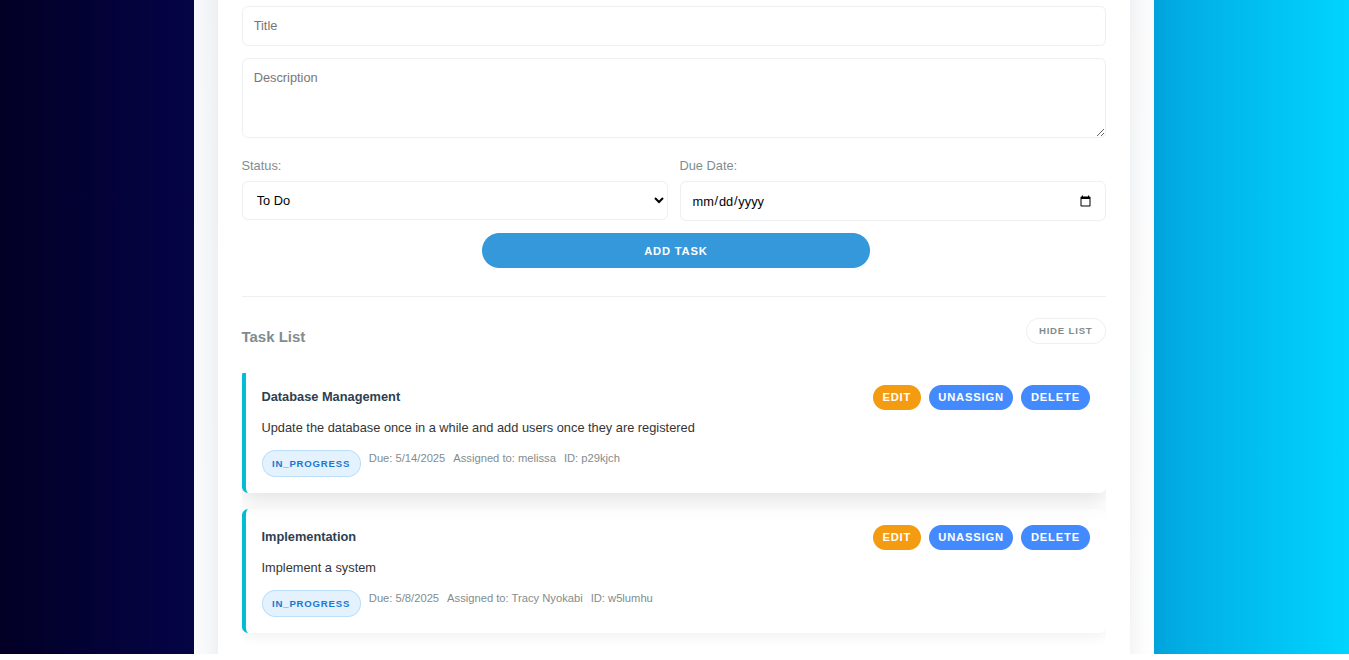 Title
Description
Status:
Due Date:
To Do
mm/dd/yyyy
ADD TASK
Task List
HIDE LIST
Database Management
EDIT
UNASSIGN
DELETE
Update the database once in a while and add users once they are registered
IN_PROGRESS
Due: 5/14/2025 Assigned to: melissa ID: p29kjch
Implementation
EDIT
UNASSIGN
DELETE
Implement a system
IN_PROGRESS
Due: 5/8/2025 Assigned to: Tracy Nyokabi ID: w5lumhu